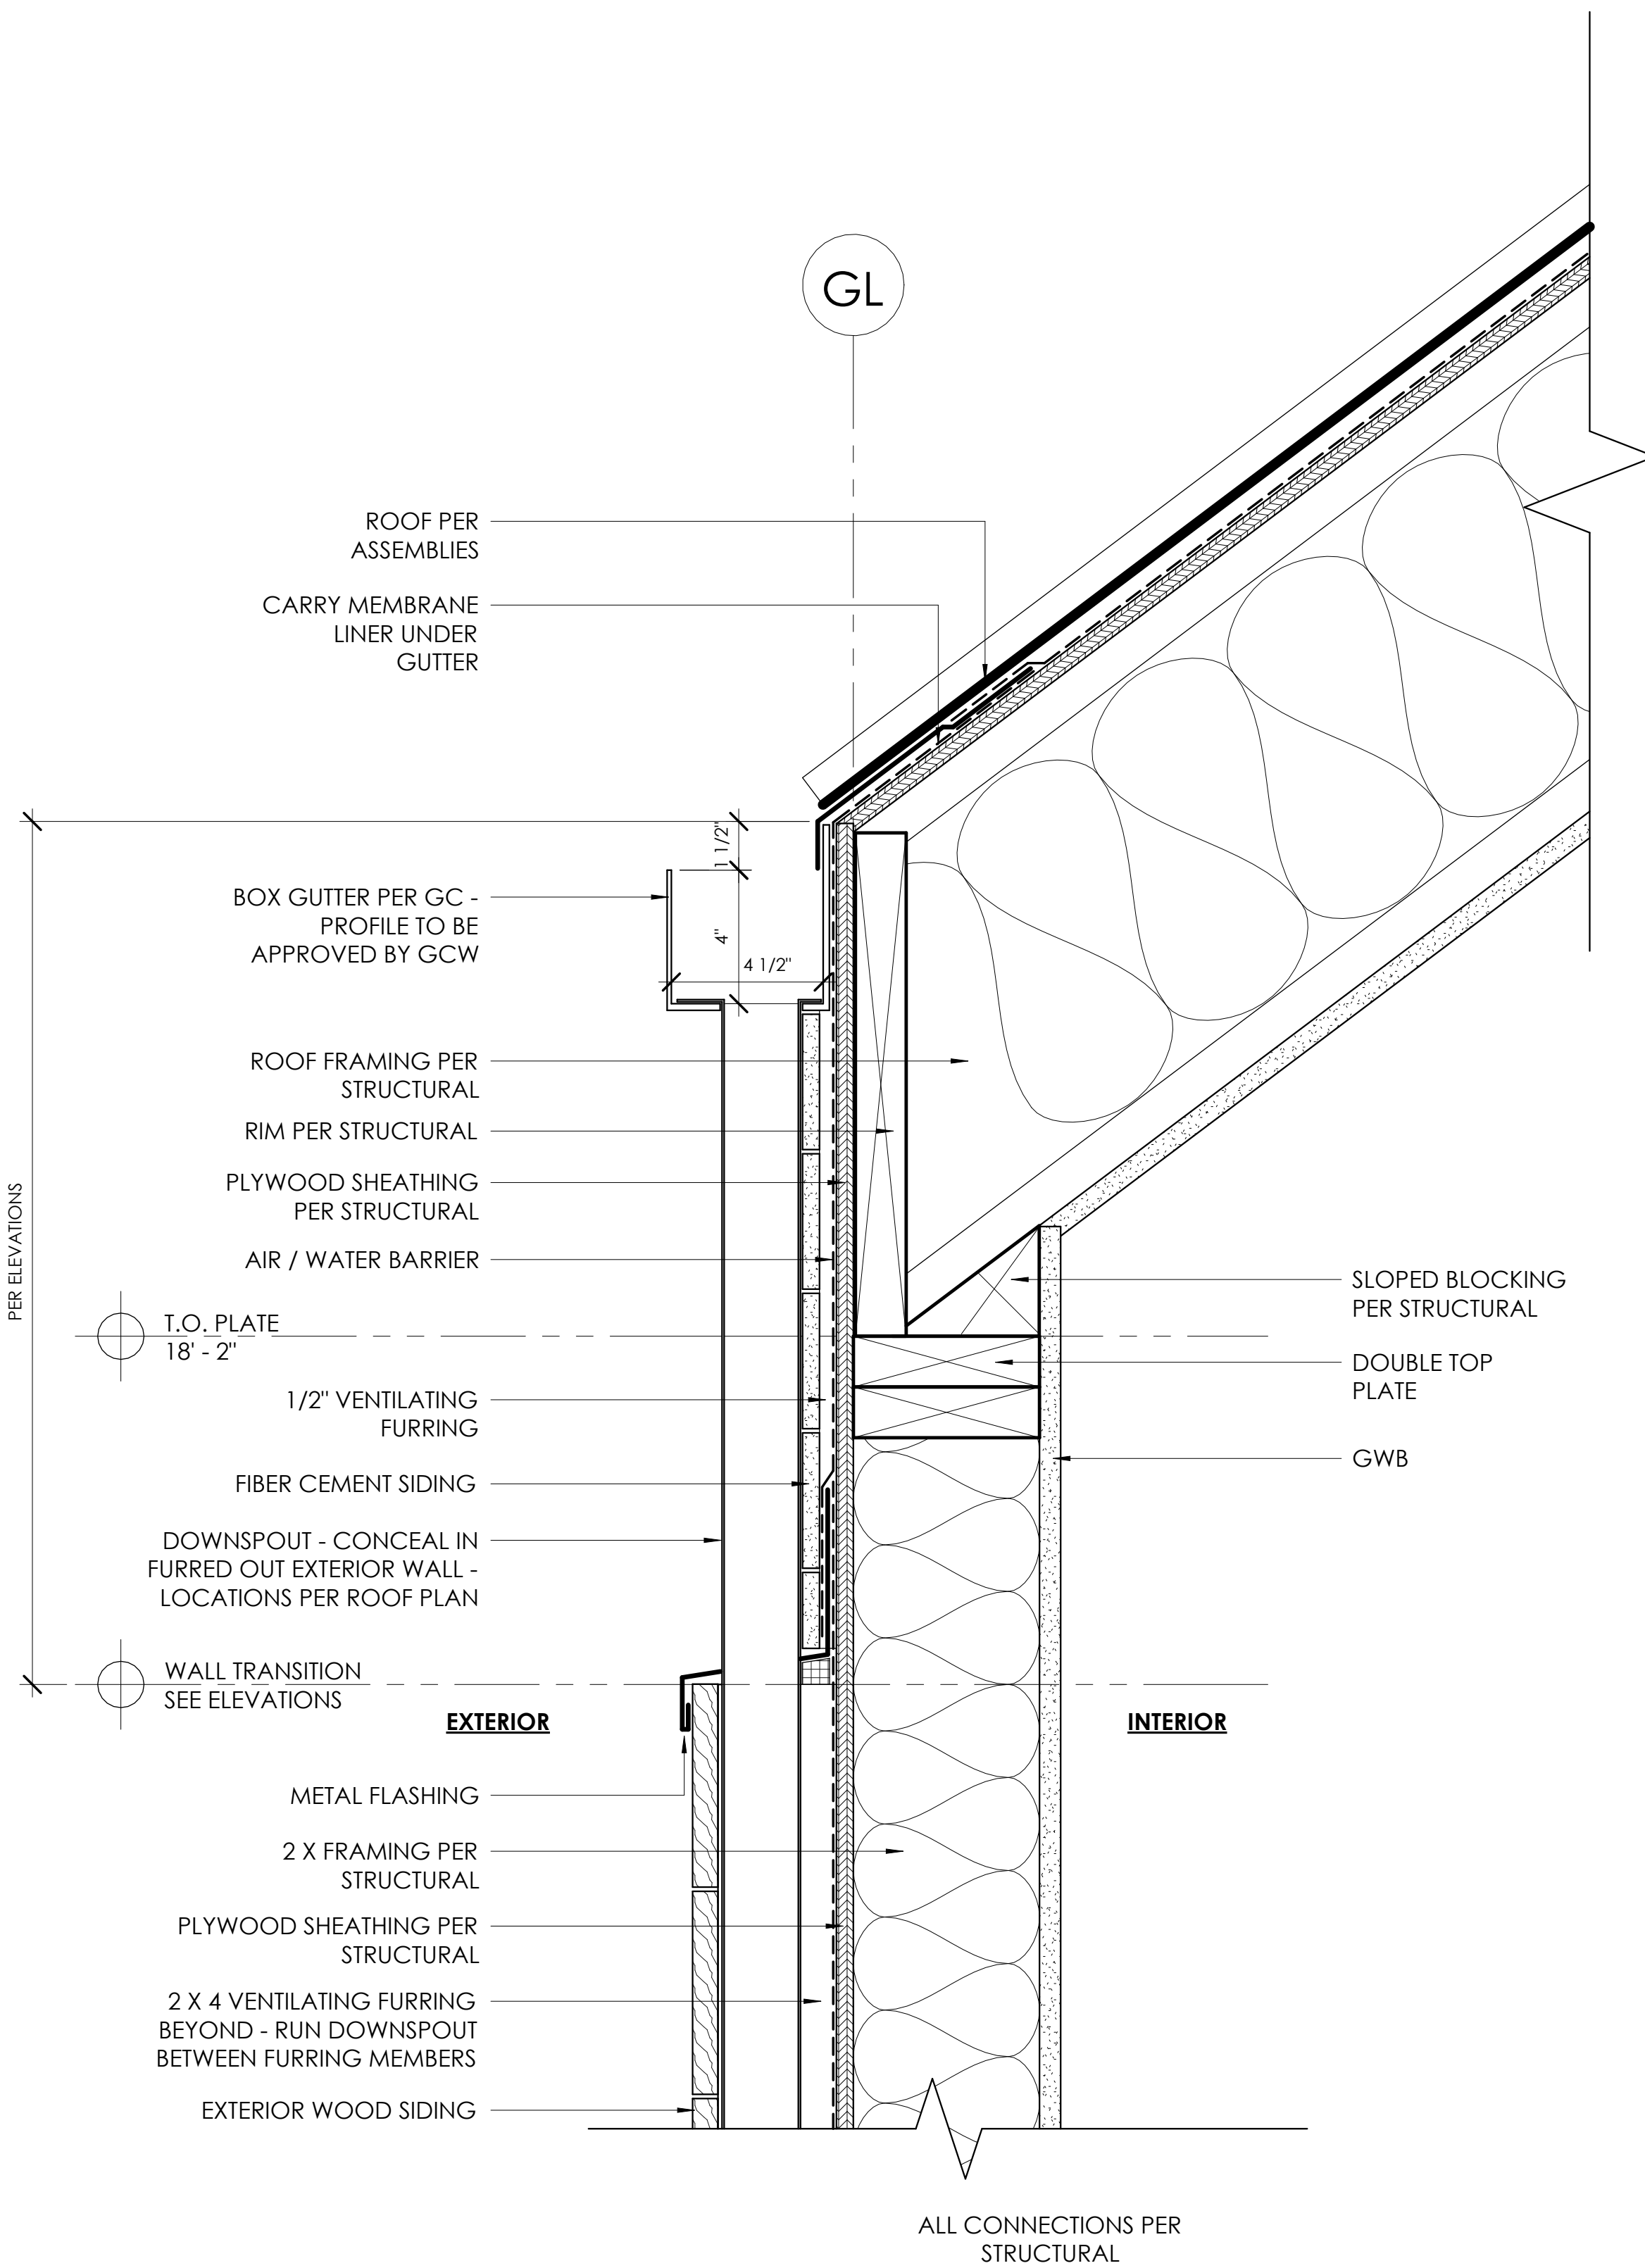 GL
ROOF PER
ASSEMBLIES
CARRY MEMBRANE
LINER UNDER
GUTTER
1 1/2"
BOX GUTTER PER GC -
PROFILE TO BE
APPROVED BY GCW
4"
4 1/2"
ROOF FRAMING PER
STRUCTURAL
RIM PER STRUCTURAL
PLYWOOD SHEATHING
PER STRUCTURAL
AIR / WATER BARRIER
PER ELEVATIONS
T.O. PLATE
18' - 2"
1/2" VENTILATING
FURRING
FIBER CEMENT SIDING
DOWNSPOUT - CONCEAL IN
FURRED OUT EXTERIOR WALL -
LOCATIONS PER ROOF PLAN
WALL TRANSITION
SEE ELEVATIONS
EXTERIOR
METAL FLASHING
2 X FRAMING PER
STRUCTURAL
PLYWOOD SHEATHING PER
STRUCTURAL
2 X 4 VENTILATING FURRING
BEYOND - RUN DOWNSPOUT
BETWEEN FURRING MEMBERS
EXTERIOR WOOD SIDING
SLOPED BLOCKING
PER STRUCTURAL
DOUBLE TOP
PLATE
GWB
INTERIOR
ALL CONNECTIONS PER
STRUCTURAL